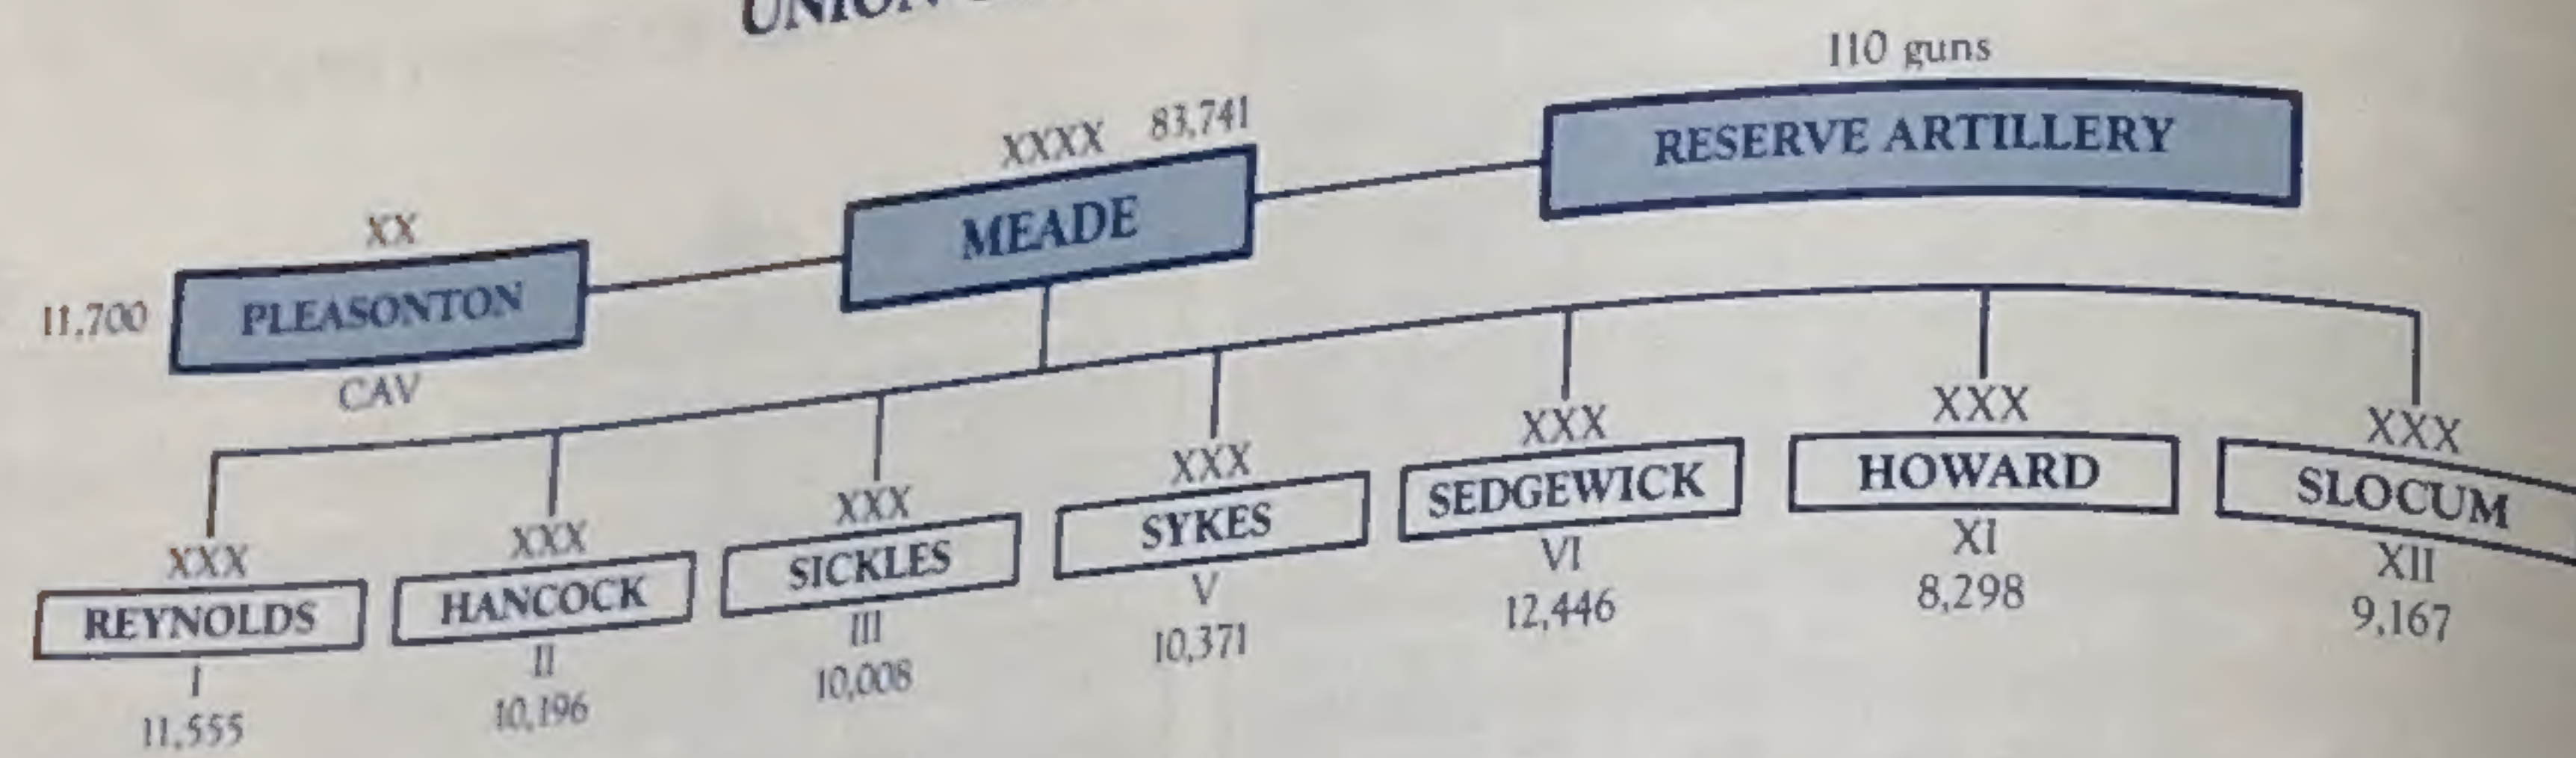 UNION
110 guns
XXXX 83,741
RESERVE ARTILLERY
MEADE
XX
11,700 PLEASONTON
CAV
XXX
REYNOLDS
I
11,555
XXX
HANCOCK
II
10,196
XXX
SICKLES
III
10,008
XXX
SYKES
V
10,371
XXX
SEDGEWICK
VI
12,446
XXX
HOWARD
XI
8,298
XXX
SLOCUM
XII
9,167